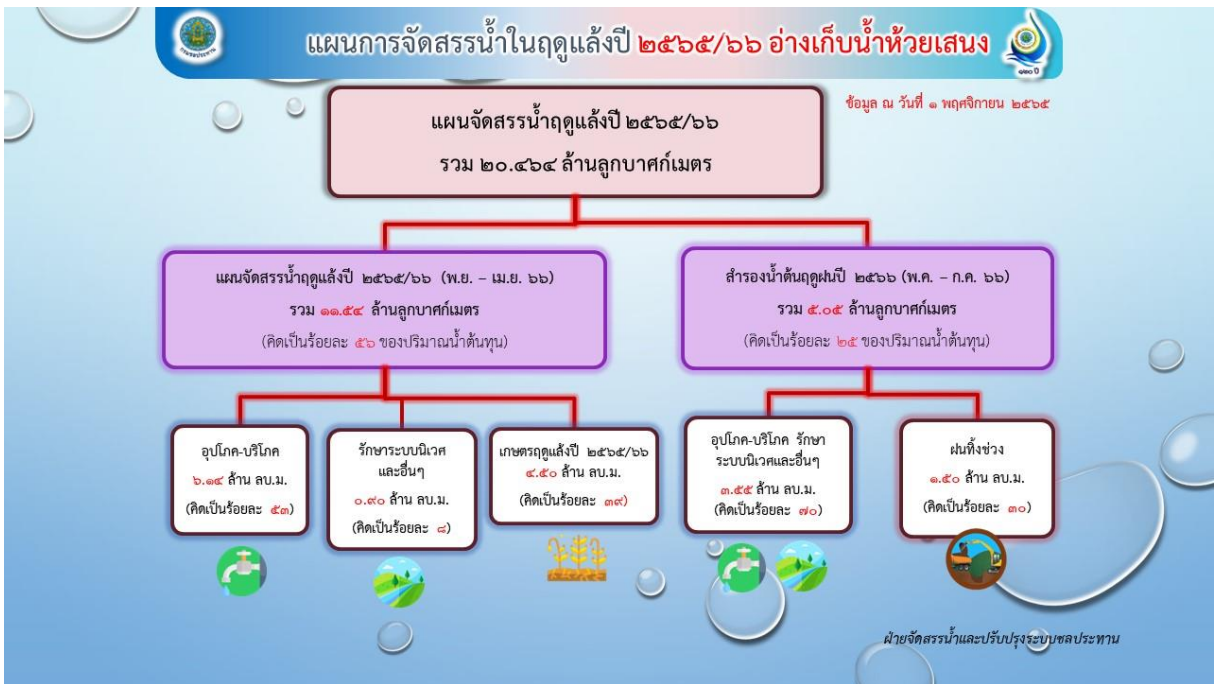 แผนการจัดสรรน้ำในฤดูแล้งปี ๒๕๖๕/๖๖ อ่างเก็บน้ำห้วยเสนง
๑๒๐ ปี
ข้อมูล ณ วันที่ ๑ พฤศจิกายน ๒๕๖๕
แผนจัดสรรน้ำฤดูแล้งปี ๒๕๖๕/๖๖
รวม ๒๐.๔๖๔ ล้านลูกบาศก์เมตร
แผนจัดสรรน้ำฤดูแล้งปี ๒๕๖๕/๖๖ (พ.ย. – เม.ย. ๖๖)
รวม ๑๑.๕๔ ล้านลูกบาศก์เมตร
(คิดเป็นร้อยละ ๕๖ ของปริมาณน้ำต้นทุน)
สำรองน้ำต้นฤดูฝนปี ๒๕๖๖ (พ.ค. – ก.ค. ๖๖)
รวม ๕.๐๕ ล้านลูกบาศก์เมตร
(คิดเป็นร้อยละ ๒๕ ของปริมาณน้ำต้นทุน)
อุปโภค-บริโภค
๖.๑๔ ล้าน ลบ.ม.
(คิดเป็นร้อยละ ๕๓)
รักษาระบบนิเวศ
และอื่นๆ
๐.๙๐ ล้าน ลบ.ม.
(คิดเป็นร้อยละ ๘)
เกษตรฤดูแล้งปี ๒๕๖๕/๖๖
๔.๕๐ ล้าน ลบ.ม.
(คิดเป็นร้อยละ ๓๙)
อุปโภค-บริโภค รักษา
ระบบนิเวศและอื่นๆ
๓.๕๕ ล้าน ลบ.ม.
(คิดเป็นร้อยละ ๗๐)
ฝนทิ้งช่วง
๑.๕๐ ล้าน ลบ.ม.
(คิดเป็นร้อยละ ๓๐)
ฝ่ายจัดสรรน้ำและปรับปรุงระบบชลประทาน